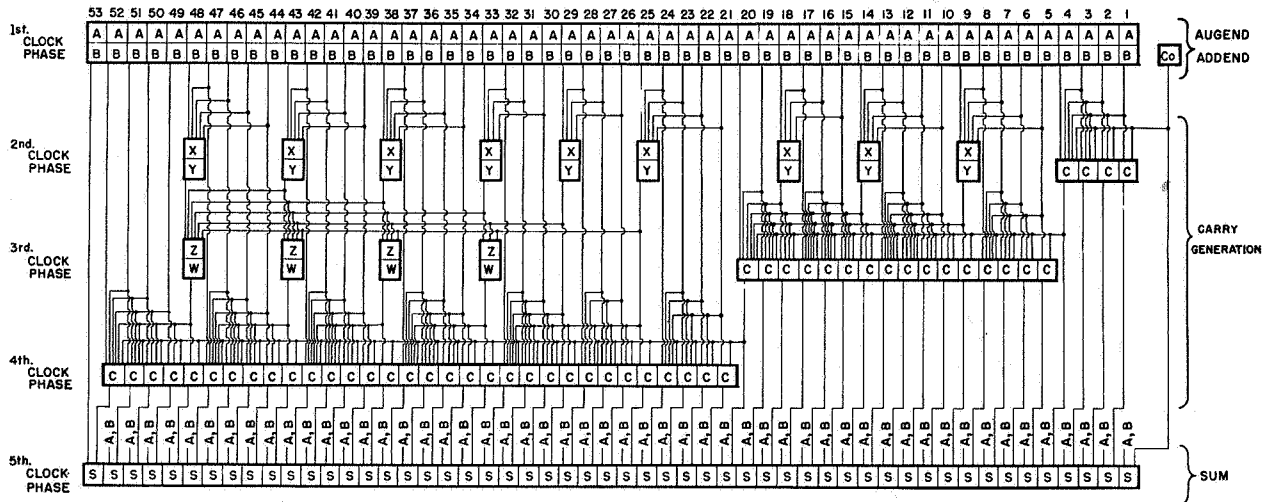 53 52 51 50 49 48 47 46 45 44 43 42 41 40 39 38 37 36 35 34 33 32 31 30 29 28 27 26 25 24 23 22 21 20 19 18 17 16 15 14 13 12 11 10 9 8 7 6 5 4 3 2 1
1st. CLOCK PHASE
A A A A A A A A A A A A A A A A A A A A A A A A A A A A A A A A A A A A A A A A A A A A A A A A A A A A A
AUGEND
B B B B B B B B B B B B B B B B B B B B B B B B B B B B B B B B B B B B B B B B B B B B B B B B B B B B B
Co
ADDEND
2nd. CLOCK PHASE
X X X X X X X X X
Y Y Y Y Y Y Y Y Y
C C C C
3rd. CLOCK PHASE
Z Z Z Z
W W W W
C C C C C C C C C C C C C C C C
CARRY GENERATION
4th. CLOCK PHASE
C C C C C C C C C C C C C C C C C C C C C C C C C C C C C C C C
A,B A,B A,B A,B A,B A,B A,B A,B A,B A,B A,B A,B A,B A,B A,B A,B A,B A,B A,B A,B A,B A,B A,B A,B A,B A,B A,B A,B A,B A,B A,B A,B A,B A,B A,B A,B A,B A,B A,B A,B A,B A,B A,B A,B A,B A,B A,B A,B A,B A,B A,B A,B
5th. CLOCK PHASE
S S S S S S S S S S S S S S S S S S S S S S S S S S S S S S S S S S S S S S S S S S S S S S S S S S S S S
SUM